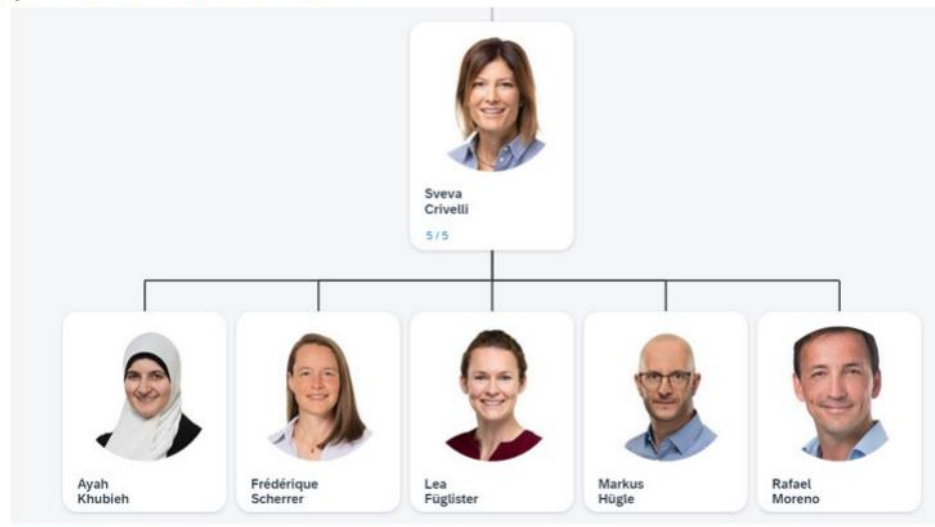 Sveva
Crivelli
5 / 5
Ayah
Khubieh
Frédérique
Scherrer
Lea
Füglister
Markus
Hügle
Rafael
Moreno